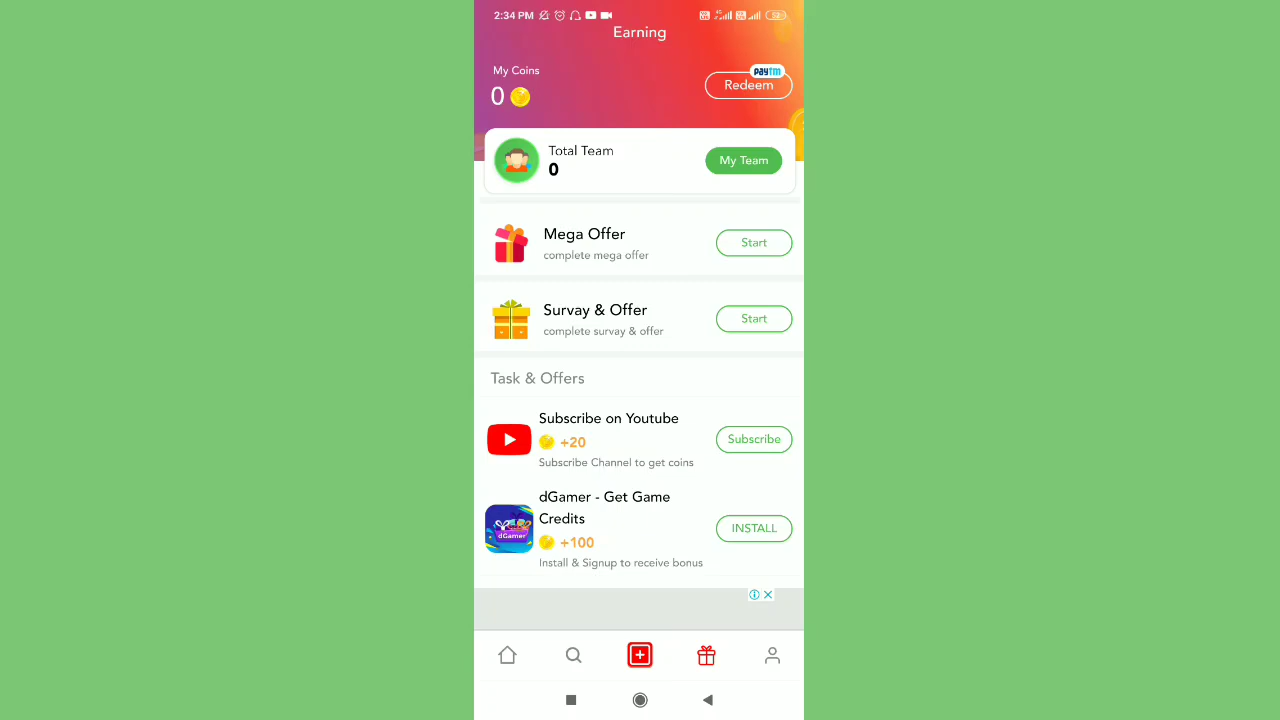 2:34 PM
52
Earning
My Coins
Paytm
0
Redeem
Total Team
0
My Team
Mega Offer
complete mega offer
Start
Survay & Offer
complete survay & offer
Start
Task & Offers
Subscribe on Youtube
+20
Subscribe Channel to get coins
Subscribe
dGamer - Get Game
Credits
dGamer
+100
Install & Signup to receive bonus
INSTALL